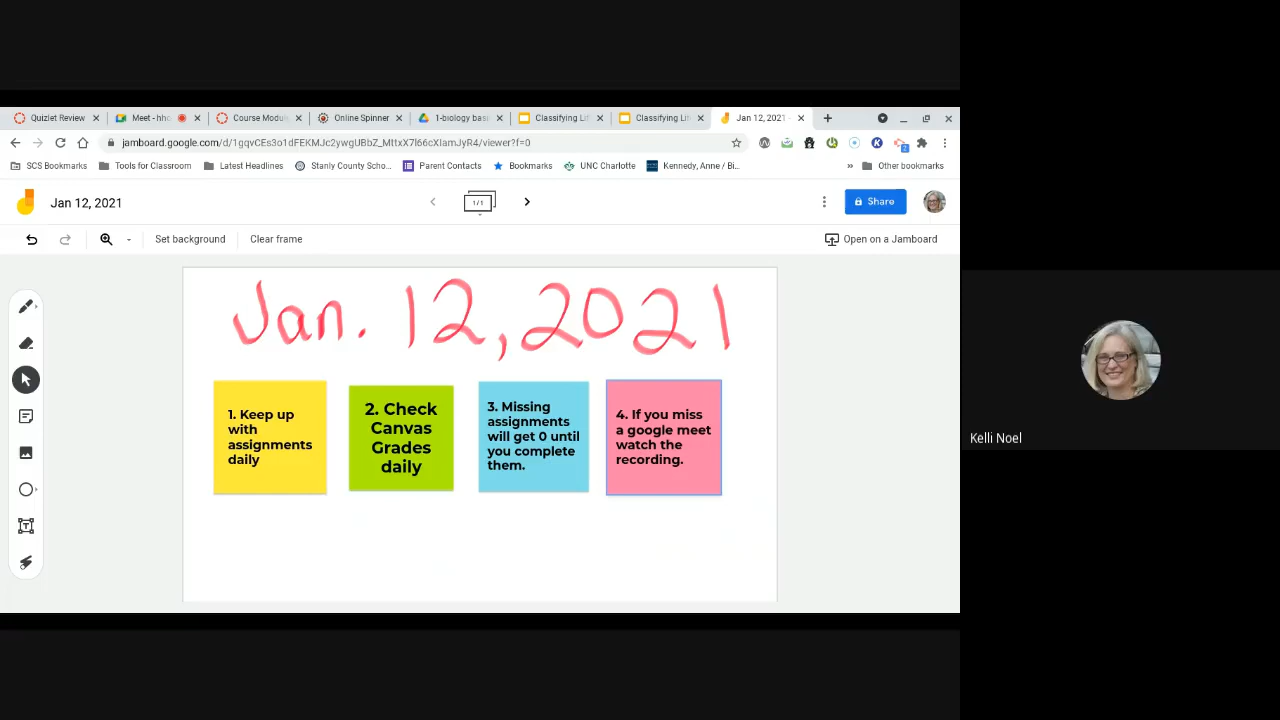 Quizlet Review
Meet - hhc
Course Modul
Online Spinner
1-biology basi
Classifying Lif
Classifying Lif
Jan 12, 2021 -
jamboard.google.com/d/1gqvCEs3o1dFEKMJc2ywgUBbZ_MttxX7l66cXIamJyR4/viewer?f=0
SCS Bookmarks
Tools for Classroom
Latest Headlines
Stanly County Scho...
Parent Contacts
Bookmarks
UNC Charlotte
Kennedy, Anne / Bi...
Other bookmarks
Jan 12, 2021
1/1
Share
Set background
Clear frame
Open on a Jamboard
Jan. 12, 2021
1. Keep up
with
assignments
daily
2. Check
Canvas
Grades
daily
3. Missing
assignments
will get 0 until
you complete
them.
4. If you miss
a google meet
watch the
recording.
Kelli Noel